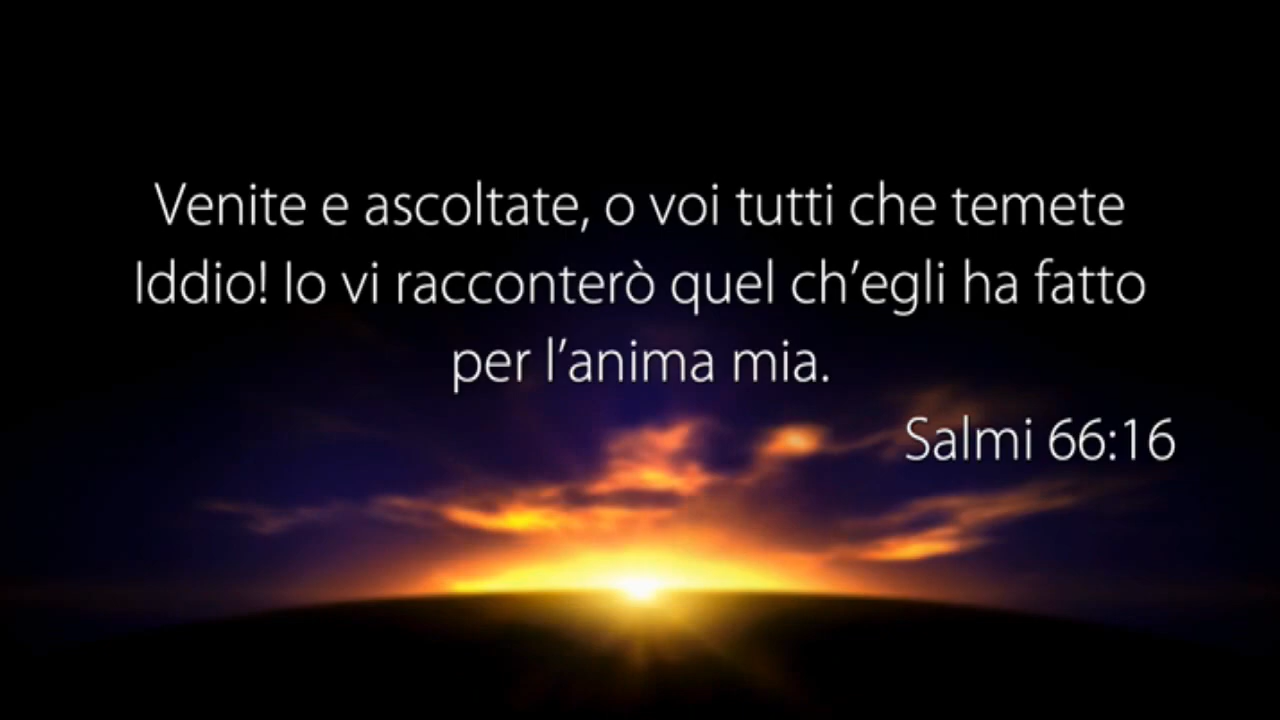 Venite e ascoltate, o voi tutti che temete
Iddio! Io vi racconterò quel ch’egli ha fatto
per l’anima mia.
Salmi 66:16